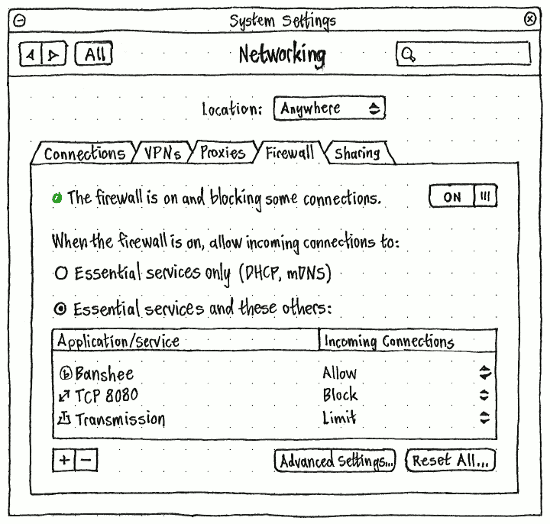 System Settings
All
Networking
Location: Anywhere
Connections VPNs Proxies Firewall Sharing
The firewall is on and blocking some connections. ON
When the firewall is on, allow incoming connections to:
Essential services only (DHCP, mDNS)
Essential services and these others:
Application/service Incoming Connections
Banshee Allow
TCP 8080 Block
Transmission Limit
+ − Advanced Settings... Reset All...